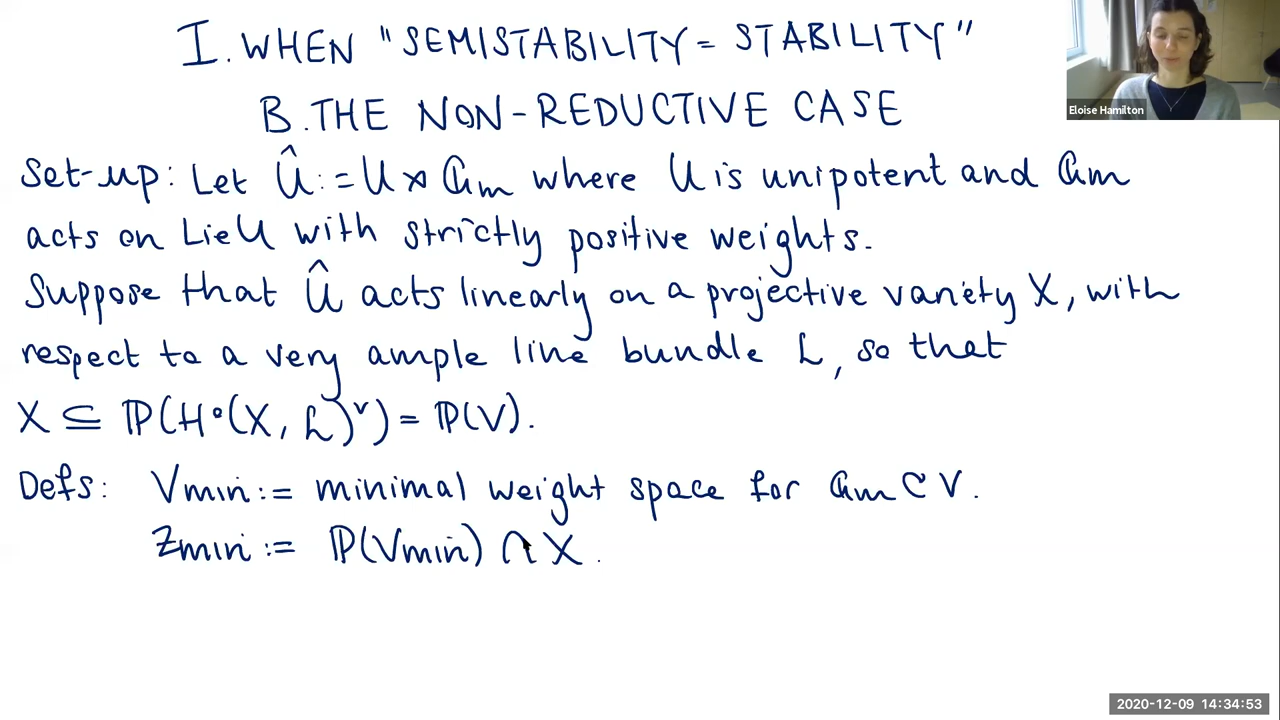 I. WHEN "SEMISTABILITY = STABILITY"
B. THE NON-REDUCTIVE CASE
Eloise Hamilton
Set-up: Let Û := U ⋊ 𝔾m where U is unipotent and 𝔾m
acts on Lie U with strictly positive weights.
Suppose that Û acts linearly on a projective variety X, with
respect to a very ample line bundle L, so that
X ⊆ ℙ(H⁰(X, L)ᵛ) = ℙ(V).
Defs: Vmin := minimal weight space for 𝔾m ↻ V.
Zmin := ℙ(Vmin) ∩ X.
2020-12-09 14:34:53